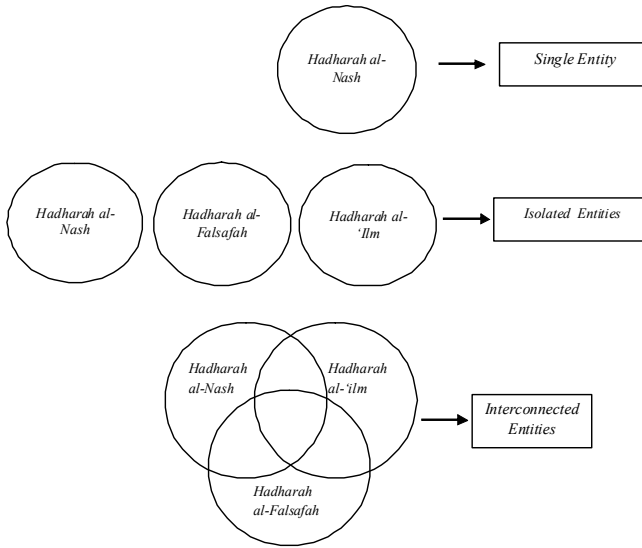 Hadharah al-
Nash
Single Entity
Hadharah al-
Nash
Hadharah al-
Falsafah
Hadharah al-
‘Ilm
Isolated Entities
Hadharah
al-Nash
Hadharah
al-‘ilm
Interconnected
Entities
Hadharah
al-Falsafah